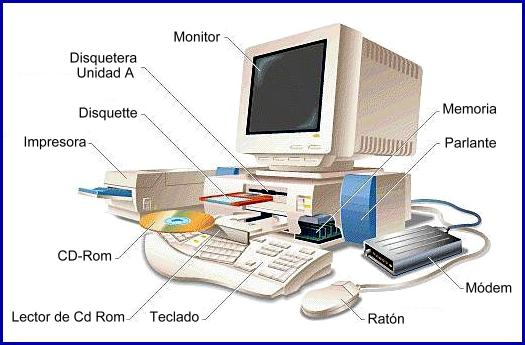 Monitor
Disquetera
Unidad A
Disquette
Memoria
Impresora
Parlante
CD-Rom
Módem
Lector de Cd Rom
Teclado
Ratón